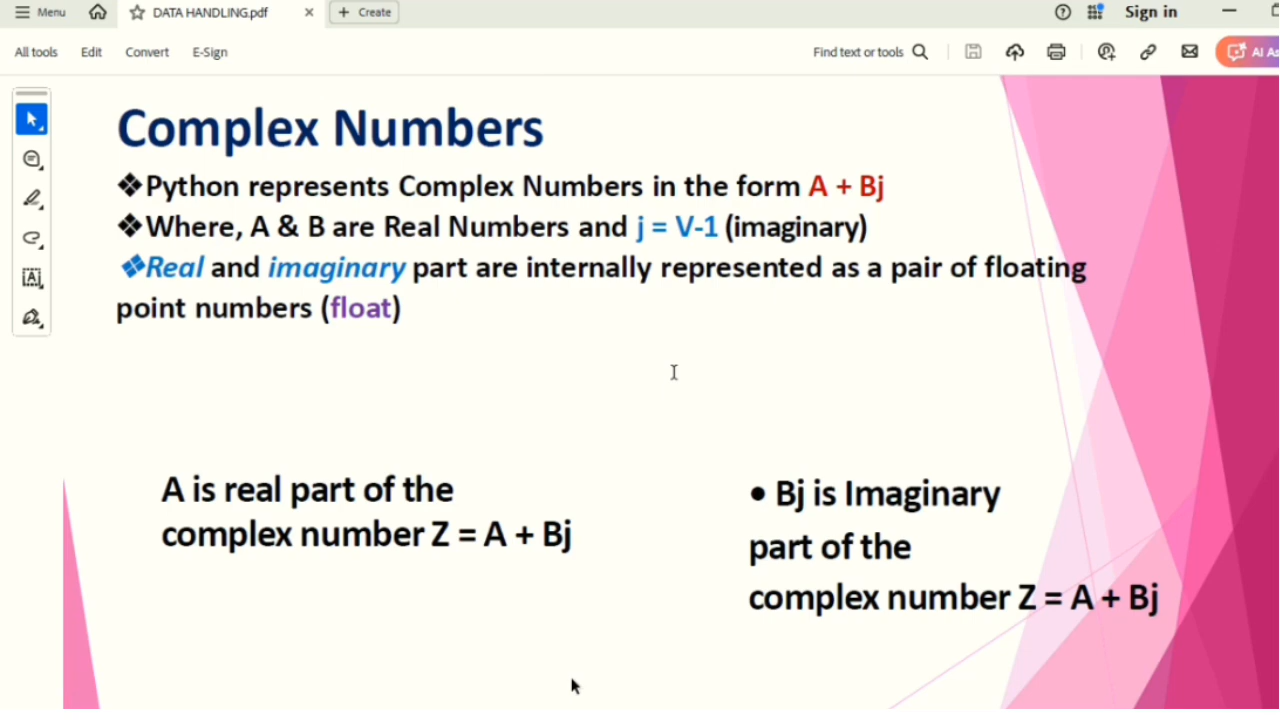 Menu
DATA HANDLING.pdf
×
+ Create
Sign in
All tools
Edit
Convert
E-Sign
Find text or tools
Complex Numbers
❖Python represents Complex Numbers in the form A + Bj
❖Where, A & B are Real Numbers and j = V-1 (imaginary)
❖Real and imaginary part are internally represented as a pair of floating
point numbers (float)
A is real part of the
complex number Z = A + Bj
• Bj is Imaginary
part of the
complex number Z = A + Bj